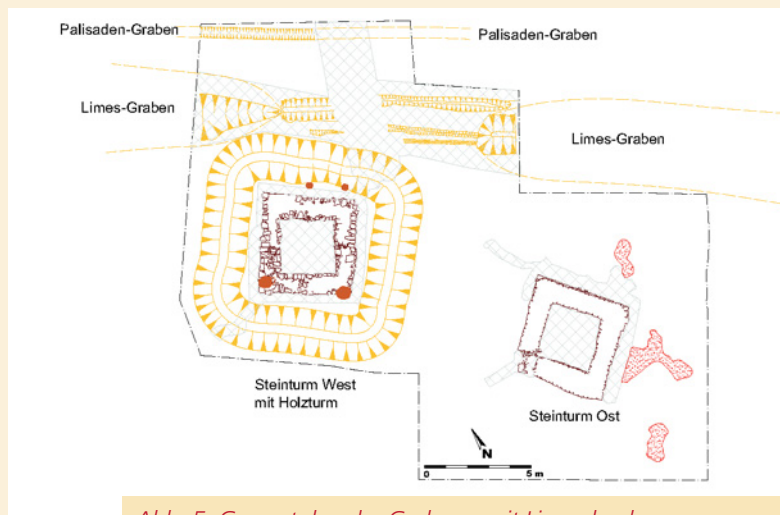 Palisaden-Graben
Palisaden-Graben
Limes-Graben
Limes-Graben
Steinturm West
mit Holzturm
Steinturm Ost
N
0 5 m